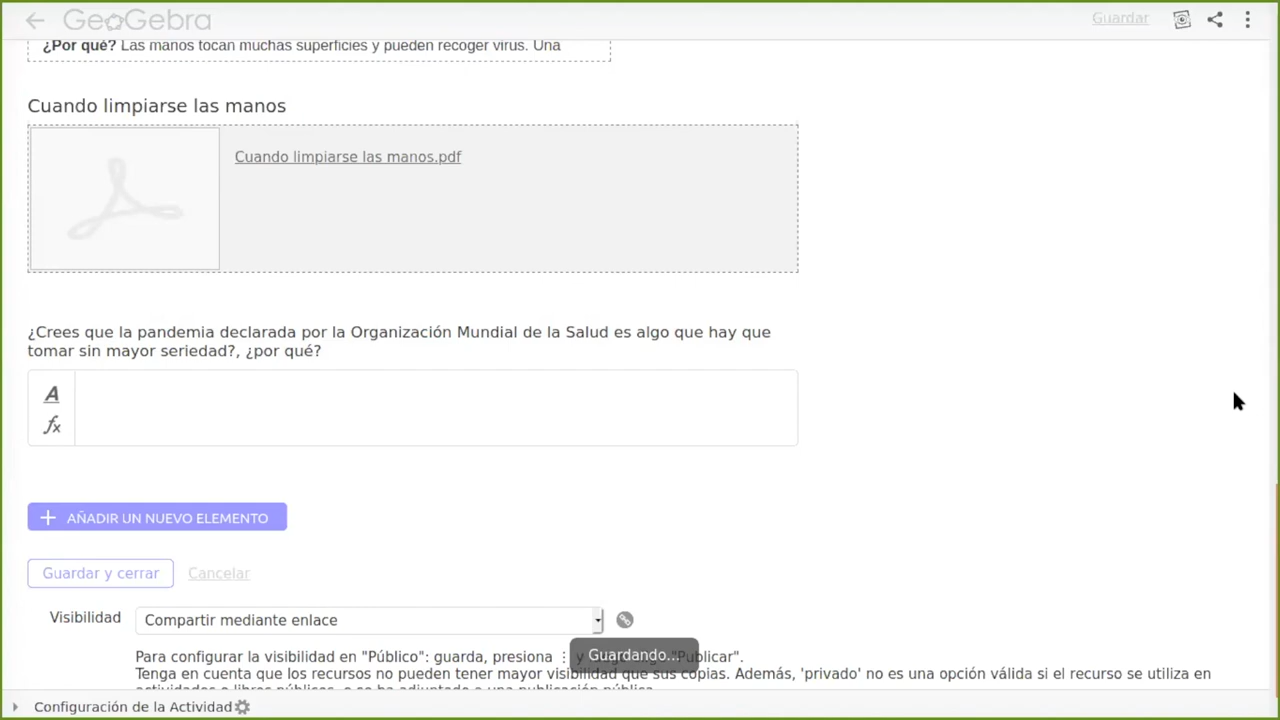 GeoGebra
Guardar
¿Por qué? Las manos tocan muchas superficies y pueden recoger virus. Una
Cuando limpiarse las manos
Cuando limpiarse las manos.pdf
¿Crees que la pandemia declarada por la Organización Mundial de la Salud es algo que hay que
tomar sin mayor seriedad?, ¿por qué?
A
fx
AÑADIR UN NUEVO ELEMENTO
Guardar y cerrar
Cancelar
Visibilidad
Compartir mediante enlace
Guardando...
Para configurar la visibilidad en "Público": guarda, presiona ⋮ y "Publicar".
Tenga en cuenta que los recursos no pueden tener mayor visibilidad que sus copias. Además, 'privado' no es una opción válida si el recurso se utiliza en
Configuración de la Actividad